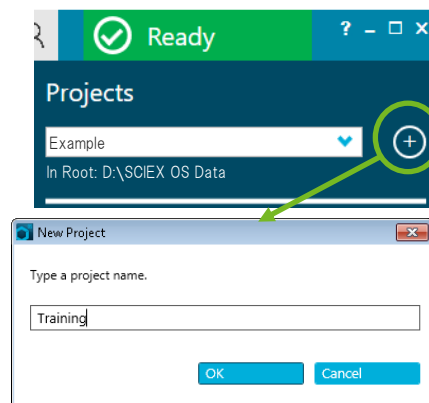 Ready
? – □ x
Projects
Example
In Root: D:\SCIEX OS Data
New Project
Type a project name.
Training
OK Cancel